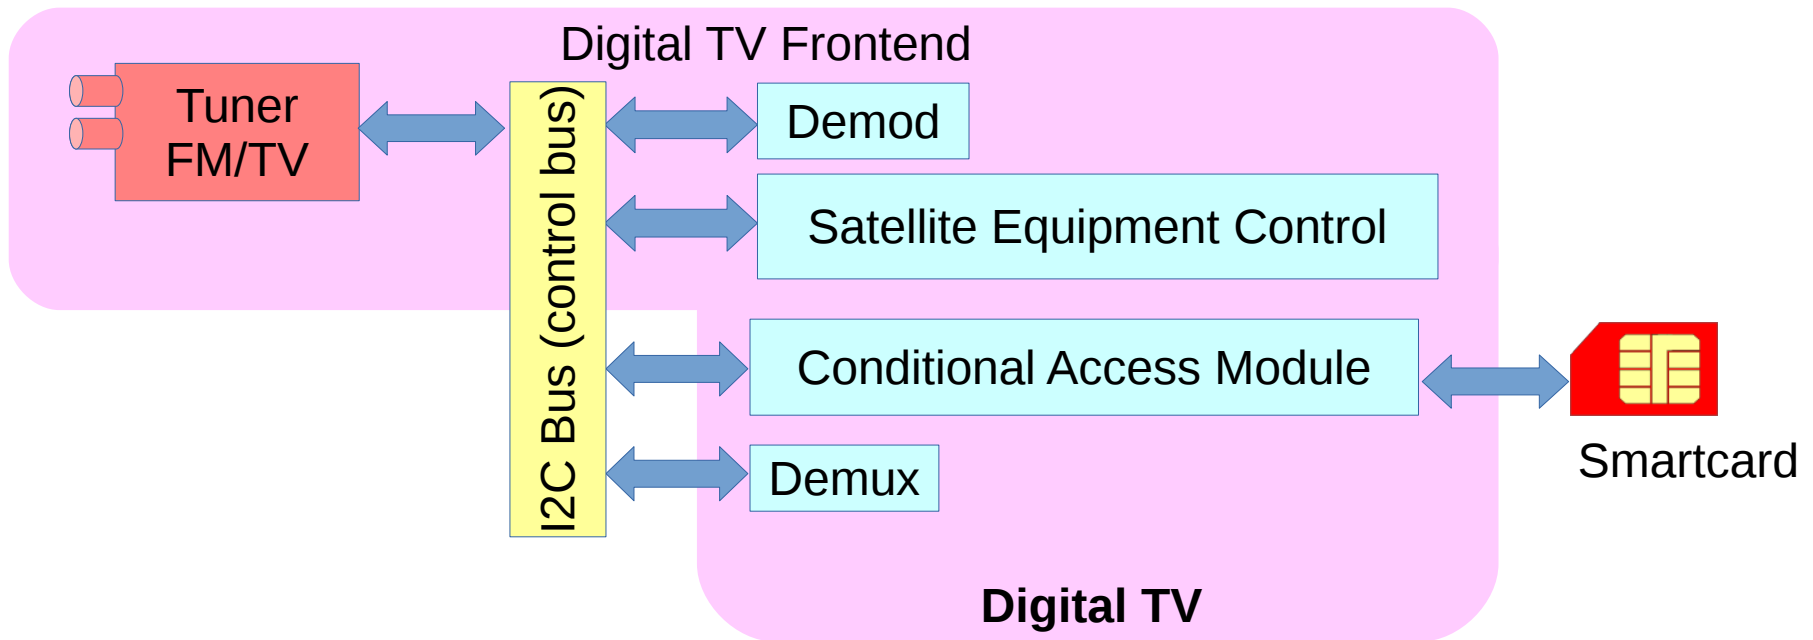 Digital TV Frontend
Tuner
FM/TV
I2C Bus (control bus)
Demod
Satellite Equipment Control
Conditional Access Module
Smartcard
Demux
Digital TV